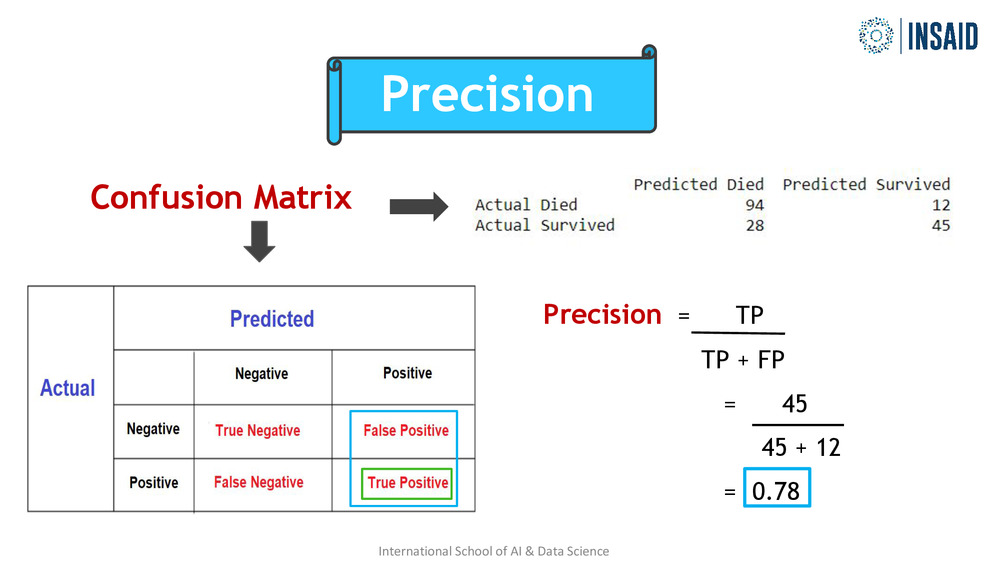 INSAID
Precision
Confusion Matrix
Predicted Died Predicted Survived
Actual Died 94 12
Actual Survived 28 45
Predicted
Actual
Negative Positive
Negative True Negative False Positive
Positive False Negative True Positive
Precision = TP
TP + FP
= 45
45 + 12
= 0.78
International School of AI & Data Science